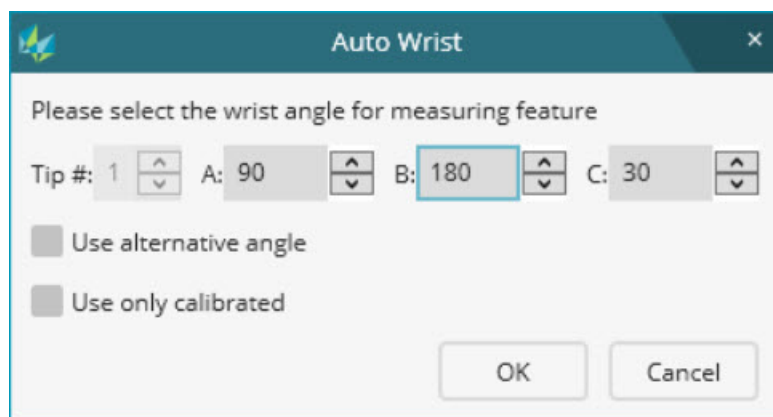 Auto Wrist
Please select the wrist angle for measuring feature
Tip #: 1 A: 90 B: 180 C: 30
Use alternative angle
Use only calibrated
OK Cancel